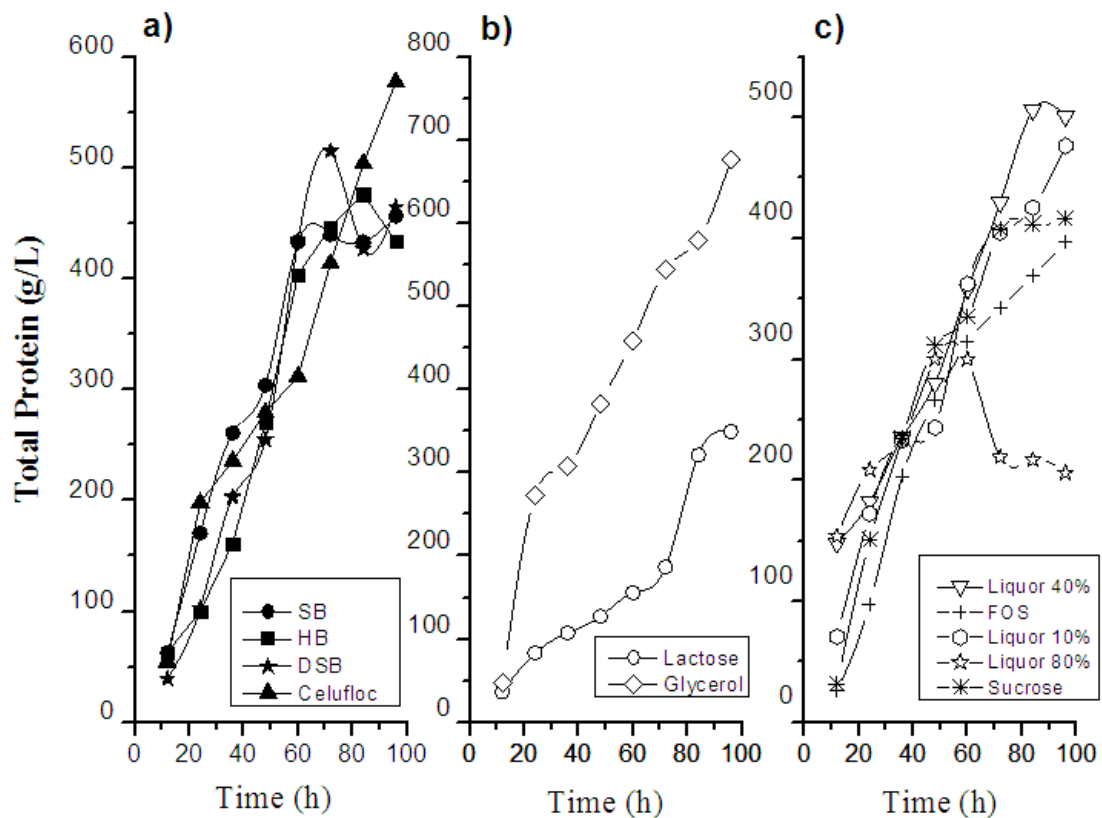 a)
b)
c)
Total Protein (g/L)
600
500
400
300
200
100
0
0 20 40 60 80 100
Time (h)
SB
HB
DSB
Celufloc
800
700
600
500
400
300
200
100
0
0 20 40 60 80 100
Time (h)
Lactose
Glycerol
500
400
300
200
100
0
0 20 40 60 80 100
Time (h)
Liquor 40%
FOS
Liquor 10%
Liquor 80%
Sucrose